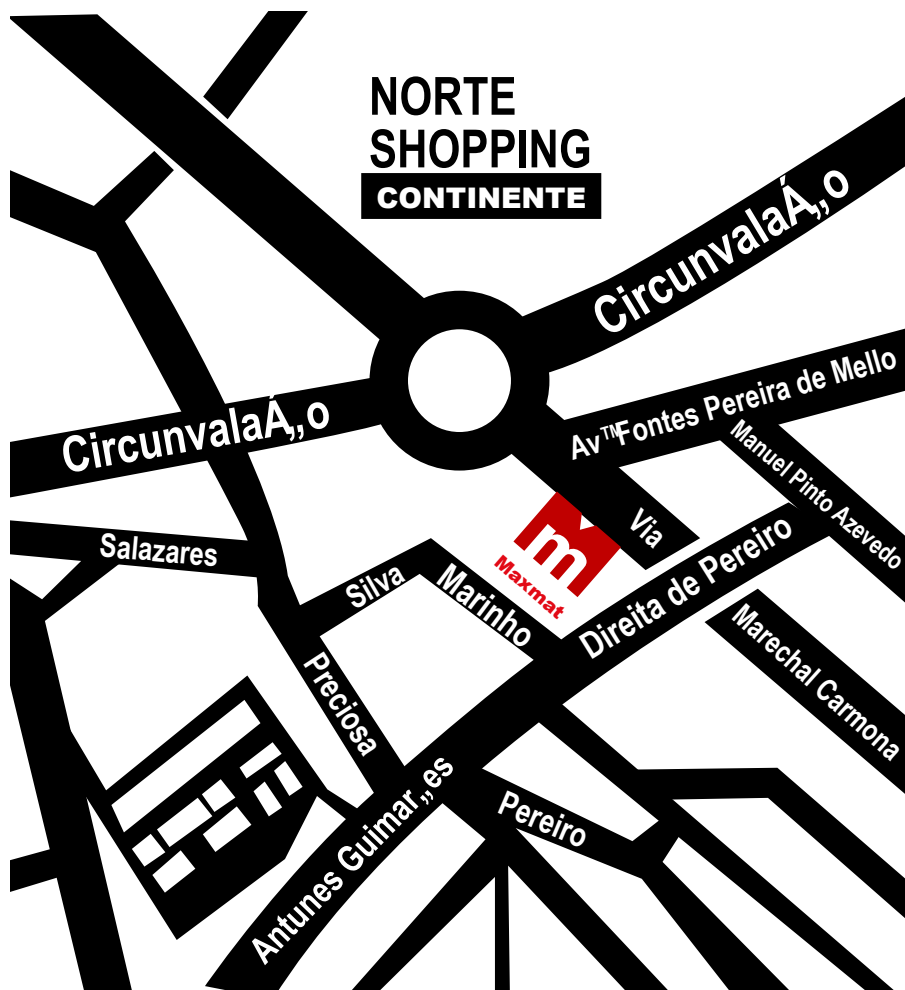 NORTE
SHOPPING
CONTINENTE
CircunvalaÁ„o
Av™Fontes Pereira de Mello
CircunvalaÁ„o
Manuel Pinto Azevedo
Via
m
Maxmat
Salazares
Silva
Marinho
Direita de Pereiro
Marechal Carmona
Preciosa
Antunes Guimar„es
Pereiro